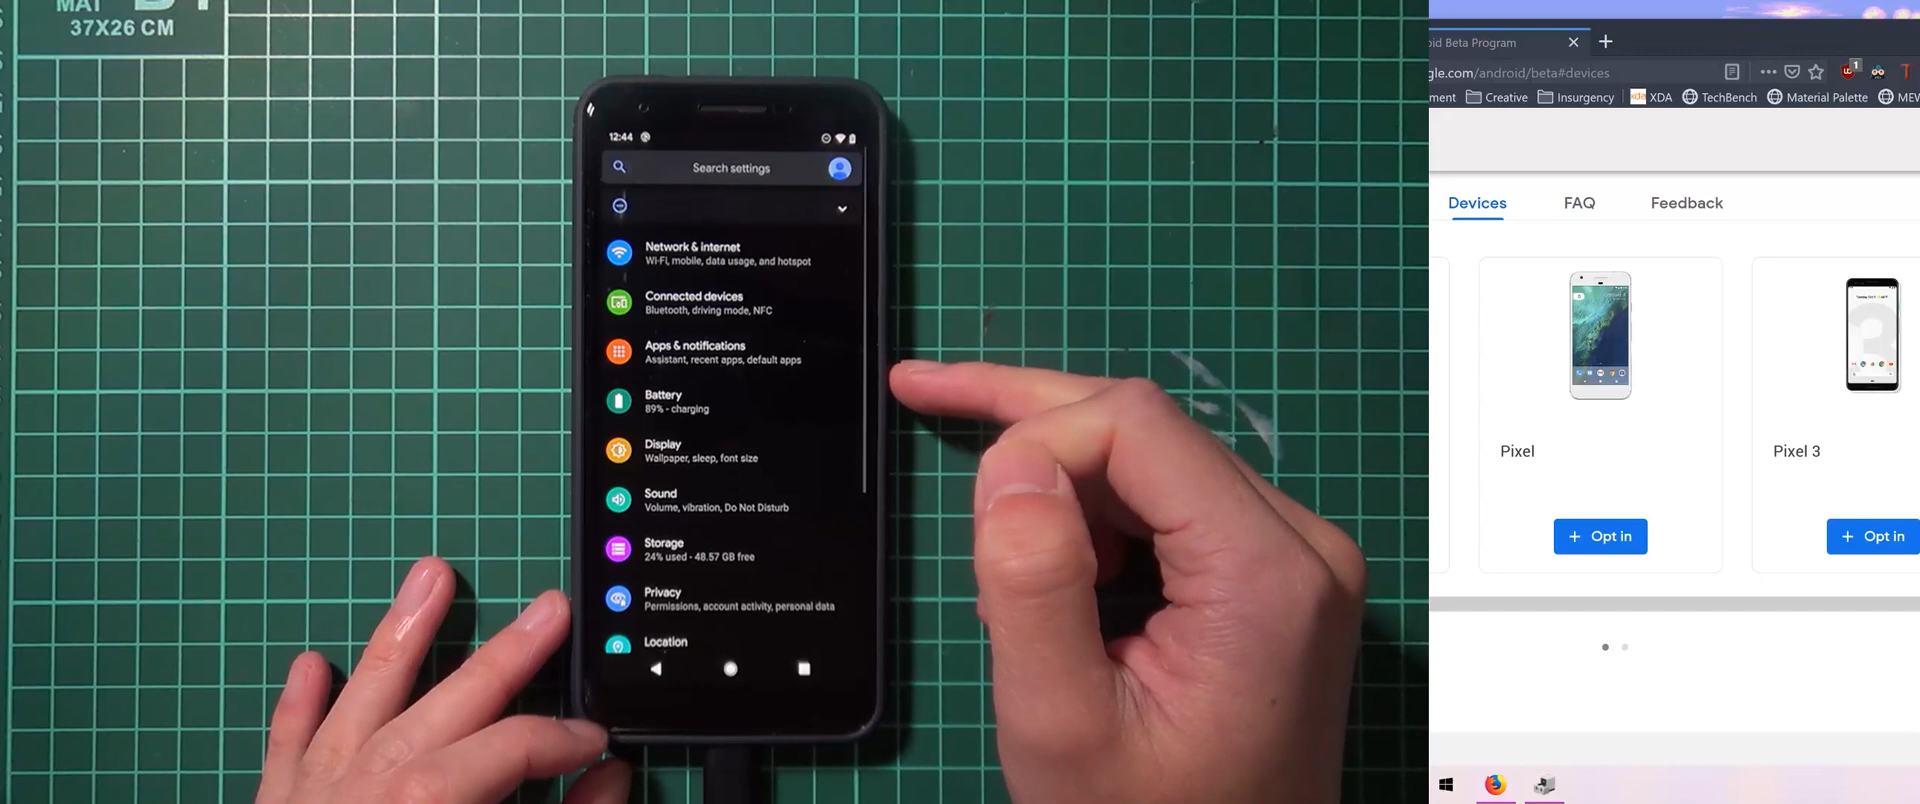 MAT
37X26 CM
12:44
Search settings
Network & internet
Wi-Fi, mobile, data usage, and hotspot
Connected devices
Bluetooth, driving mode, NFC
Apps & notifications
Assistant, recent apps, default apps
Battery
89% - charging
Display
Wallpaper, sleep, font size
Sound
Volume, vibration, Do Not Disturb
Storage
24% used - 48.57 GB free
Privacy
Permissions, account activity, personal data
Location
oid Beta Program
gle.com/android/beta#devices
1
ment Creative Insurgency XDA TechBench Material Palette MEW
Devices FAQ Feedback
Pixel
Pixel 3
+ Opt in
+ Opt in